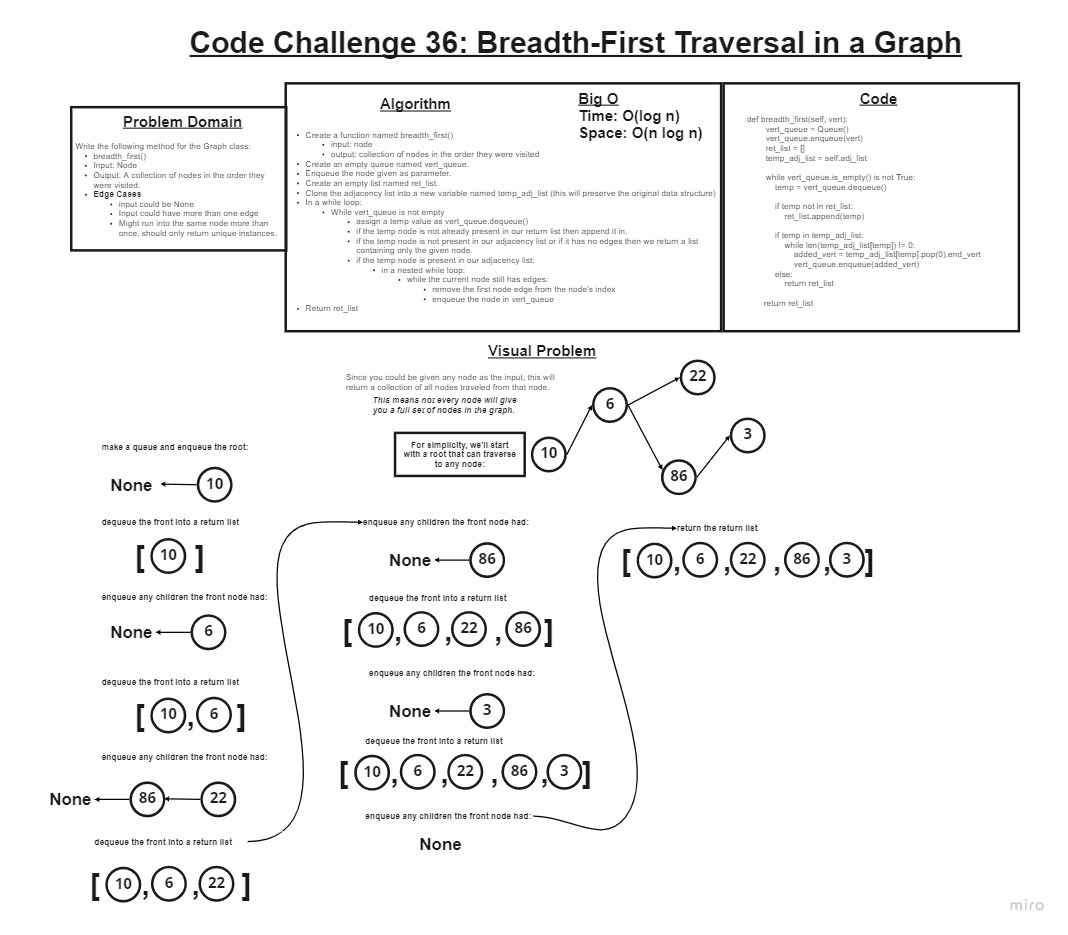 Code Challenge 36: Breadth-First Traversal in a Graph
Problem Domain
Write the following method for the Graph class:
• breadth_first()
• Input: Node
• Output: A collection of nodes in the order they
were visited.
• Edge Cases
• input could be None
• Input could have more than one edge
• Might run into the same node more than
once, should only return unique instances.
Algorithm
Big O
Time: O(log n)
Space: O(n log n)
• Create a function named breadth_first()
• input: node
• output: collection of nodes in the order they were visited
• Create an empty queue named vert_queue.
• Enqueue the node given as parameter.
• Create an empty list named ret_list.
• Clone the adjacency list into a new variable named temp_adj_list (this will preserve the original data structure)
• In a while loop:
• While vert_queue is not empty
• assign a temp value as vert_queue.dequeue()
• if the temp node is not already present in our return list then append it in.
• if the temp node is not present in our adjacency list or if it has no edges then we return a list
containing only the given node.
• if the temp node is present in our adjacency list:
• in a nested while loop:
• while the current node still has edges:
• remove the first node edge from the node's index
• enqueue the node in vert_queue
• Return ret_list
Code
def breadth_first(self, vert):
vert_queue = Queue()
vert_queue.enqueue(vert)
ret_list = []
temp_adj_list = self.adj_list
while vert_queue.is_empty() is not True:
temp = vert_queue.dequeue()
if temp not in ret_list:
ret_list.append(temp)
if temp in temp_adj_list:
while len(temp_adj_list[temp]) != 0:
added_vert = temp_adj_list[temp].pop(0).end_vert
vert_queue.enqueue(added_vert)
else:
return ret_list
return ret_list
Visual Problem
Since you could be given any node as the input, this will
return a collection of all nodes traveled from that node.
This means not every node will give
you a full set of nodes in the graph.
For simplicity, we'll start
with a root that can traverse
to any node:
10
6
22
86
3
make a queue and enqueue the root:
None 10
dequeue the front into a return list
[ 10 ]
enqueue any children the front node had:
None 6
dequeue the front into a return list
[ 10 , 6 ]
enqueue any children the front node had:
None 86 22
dequeue the front into a return list
[ 10 , 6 , 22 ]
enqueue any children the front node had:
None 86
dequeue the front into a return list
[ 10 , 6 , 22 , 86 ]
enqueue any children the front node had:
None 3
dequeue the front into a return list
[ 10 , 6 , 22 , 86 , 3 ]
enqueue any children the front node had:
None
return the return list
[ 10 , 6 , 22 , 86 , 3 ]
miro